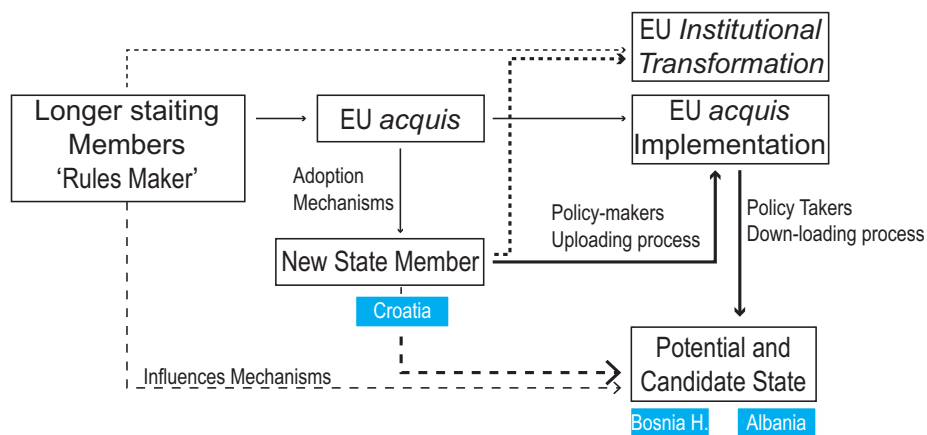 EU Institutional
Transformation
Longer staiting
Members
‘Rules Maker’
EU acquis
EU acquis
Implementation
Adoption
Mechanisms
Policy-makers
Uploading process
Policy Takers
Down-loading process
New State Member
Croatia
Potential and
Candidate State
Influences Mechanisms
Bosnia H.
Albania